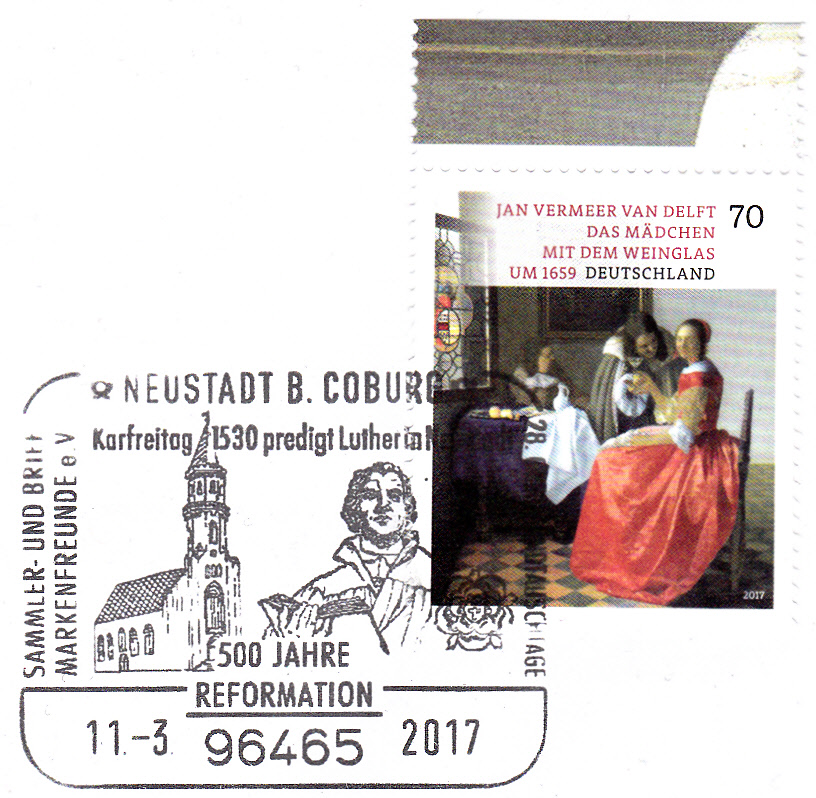 JAN VERMEER VAN DELFT 70
DAS MÄDCHEN
MIT DEM WEINGLAS
UM 1659 DEUTSCHLAND
2017
NEUSTADT B. COBURG
Karfreitag 1530 predigt Luther in
SAMMLER- UND BRIEF
MARKENFREUNDE e.V
28.
500 JAHRE
REFORMATION
11.-3. 96465 2017